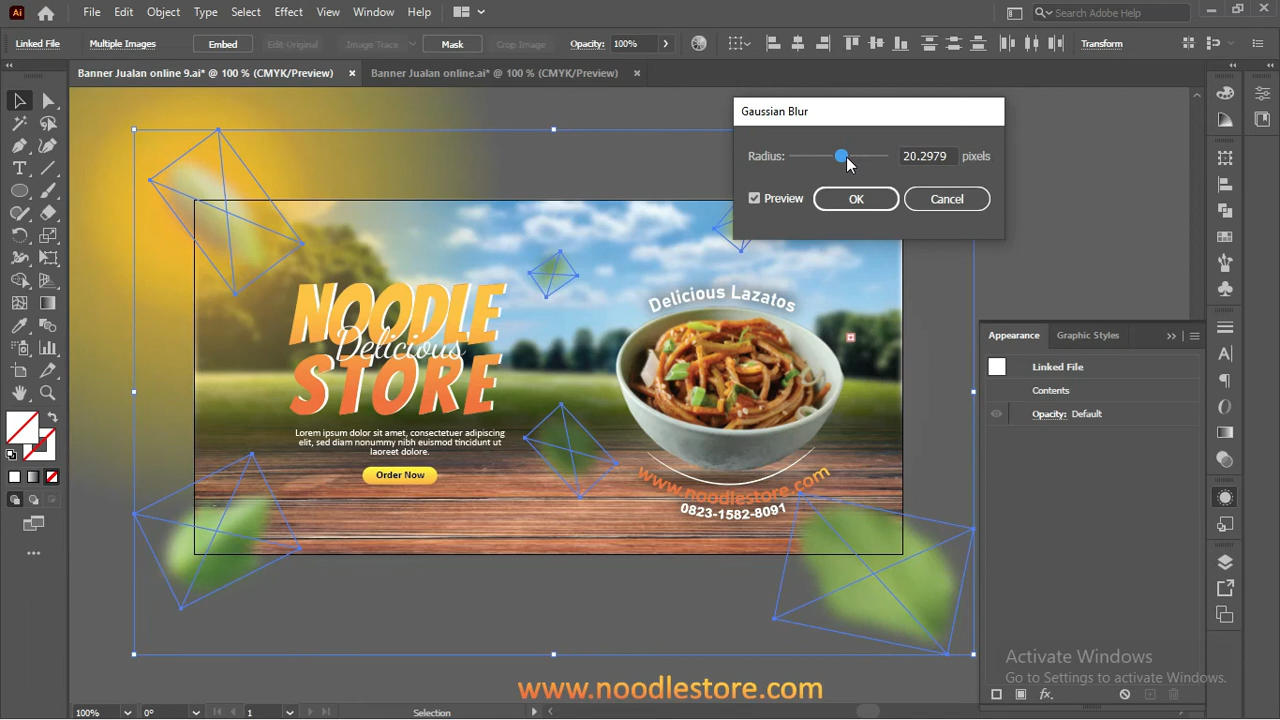 Ai
File Edit Object Type Select Effect View Window Help
Search Adobe Help
Linked File Multiple Images Embed Edit Original Image Trace Mask Crop Image Opacity: 100% Transform
Banner Jualan online 9.ai* @ 100 % (CMYK/Preview) × Banner Jualan online.ai* @ 100 % (CMYK/Preview) ×
Gaussian Blur
Radius: 20.2979 pixels
Preview OK Cancel
NOODLE
Delicious
STORE
Lorem ipsum dolor sit amet, consectetuer adipiscing
elit, sed diam nonummy nibh euismod tincidunt ut
laoreet dolore.
Order Now
Delicious Lazatos
www.noodlestore.com
0823-1582-8091
Appearance Graphic Styles
Linked File
Contents
Opacity: Default
Activate Windows
Go to Settings to activate Windows.
fx
www.noodlestore.com
100% 0° 1 Selection